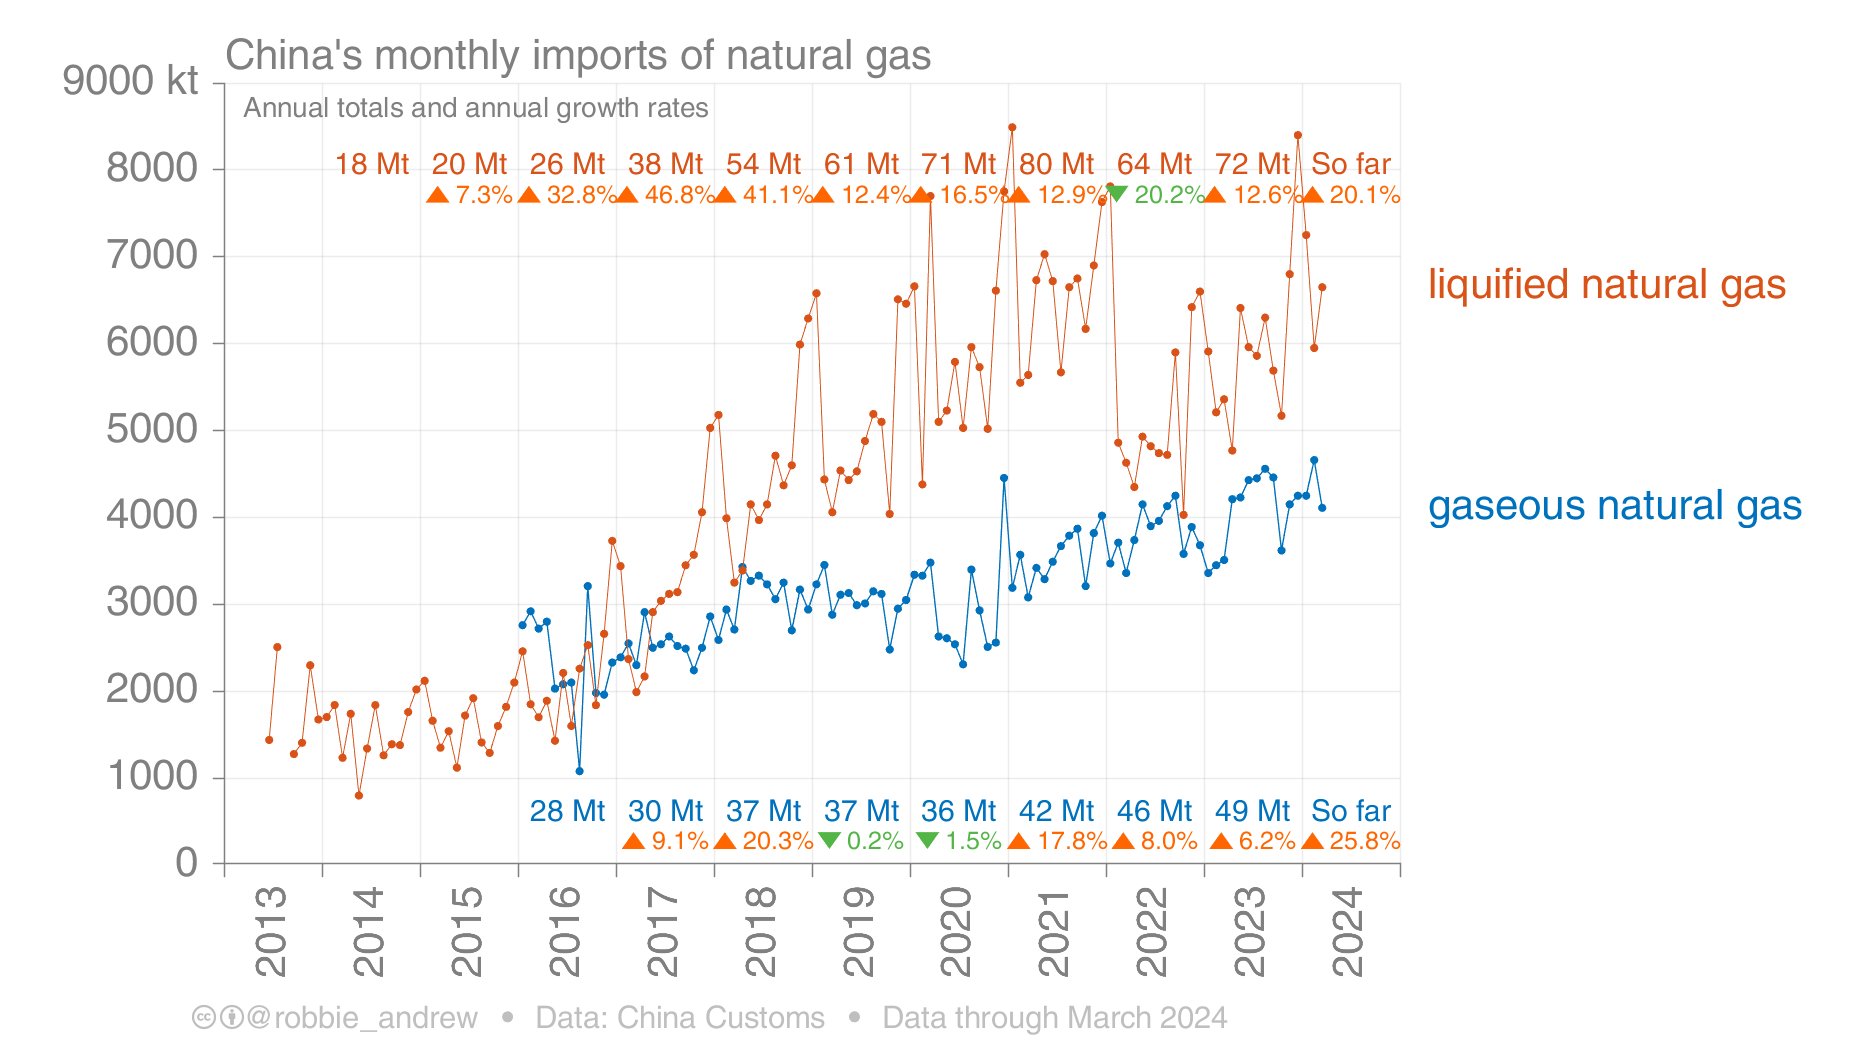 China's monthly imports of natural gas
9000 kt
Annual totals and annual growth rates
8000
18 Mt 20 Mt 26 Mt 38 Mt 54 Mt 61 Mt 71 Mt 80 Mt 64 Mt 72 Mt So far
7.3% 32.8% 46.8% 41.1% 12.4% 16.5% 12.9% 20.2% 12.6% 20.1%
7000
liquified natural gas
6000
5000
gaseous natural gas
4000
3000
2000
1000
28 Mt 30 Mt 37 Mt 37 Mt 36 Mt 42 Mt 46 Mt 49 Mt So far
9.1% 20.3% 0.2% 1.5% 17.8% 8.0% 6.2% 25.8%
0
2013 2014 2015 2016 2017 2018 2019 2020 2021 2022 2023 2024
cc @robbie_andrew • Data: China Customs • Data through March 2024